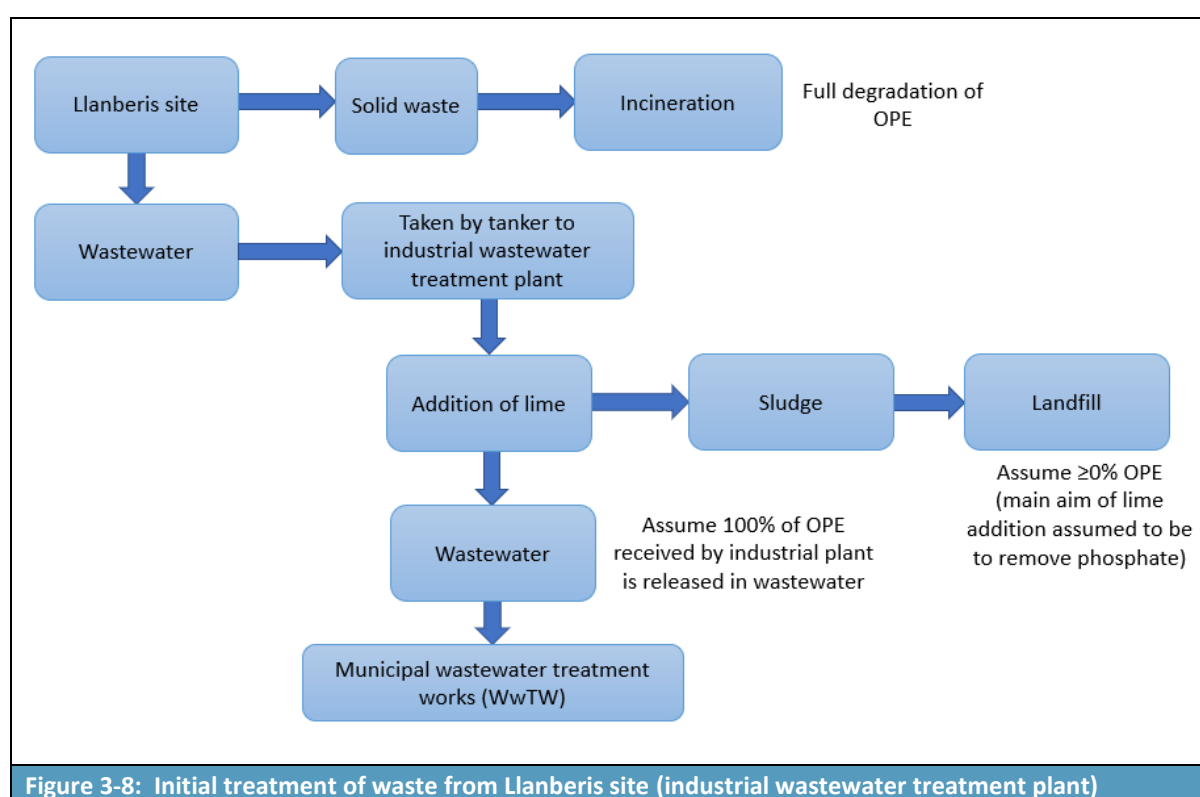 Llanberis site
Solid waste
Incineration
Full degradation of
OPE
Wastewater
Taken by tanker to
industrial wastewater
treatment plant
Addition of lime
Sludge
Landfill
Assume ≥0% OPE
(main aim of lime
addition assumed to be
to remove phosphate)
Wastewater
Assume 100% of OPE
received by industrial plant
is released in wastewater
Municipal wastewater treatment
works (WwTW)
Figure 3-8: Initial treatment of waste from Llanberis site (industrial wastewater treatment plant)